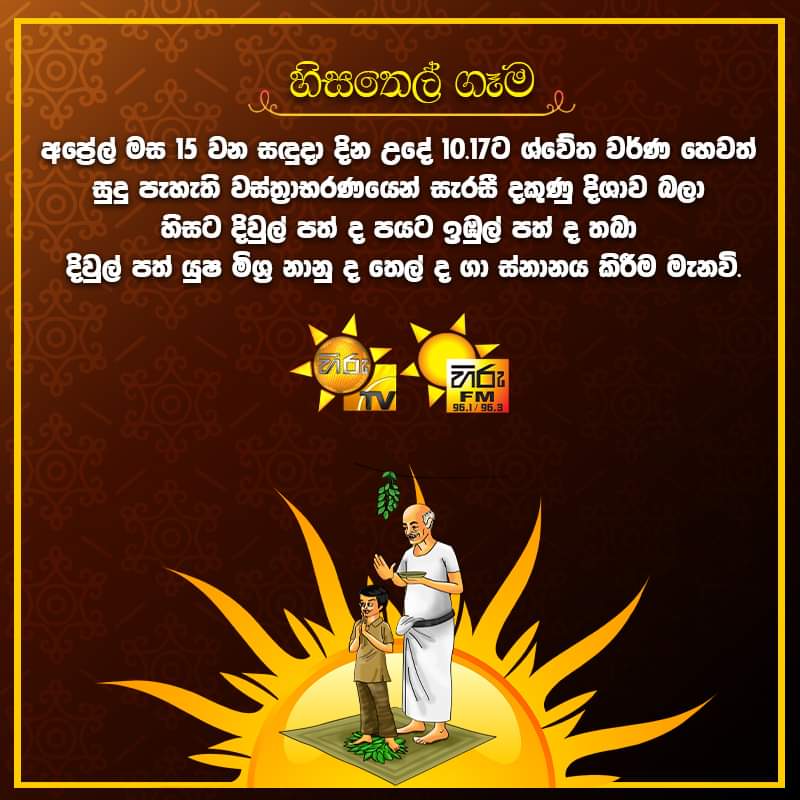 හිසතෙල් ගෑම
අප්‍රේල් මස 15 වන සඳුදා දින උදේ 10.17ට ශ්වේත වර්ණ හෙවත්
සුදු පැහැති වස්ත්‍රාභරණයෙන් සැරසී දකුණු දිශාව බලා
හිසට දිවුල් පත් ද පයට ඉඹුල් පත් ද තබා
දිවුල් පත් යුෂ මිශ්‍ර නානු ද තෙල් ද ගා ස්නානය කිරීම මැනවි.
හිරු
TV
හිරු
FM
96.1 / 96.3